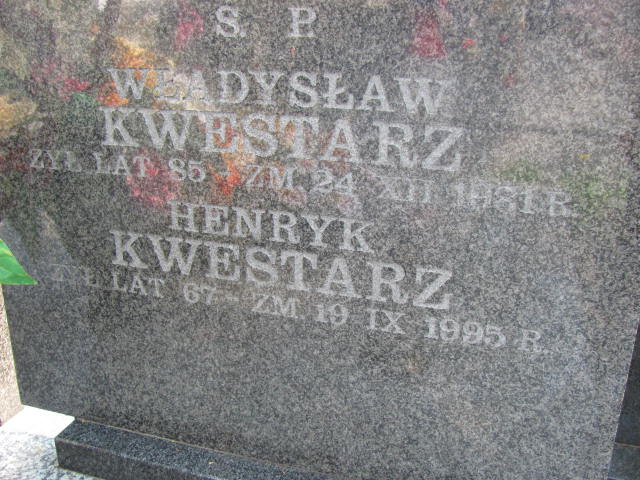 Ś. P.
WŁADYSŁAW
KWESTARZ
ŻYŁ LAT 85 - ZM. 24 XII 1981 R.
HENRYK
KWESTARZ
ŻYŁ LAT 67 - ZM 19 IX 1995 R.